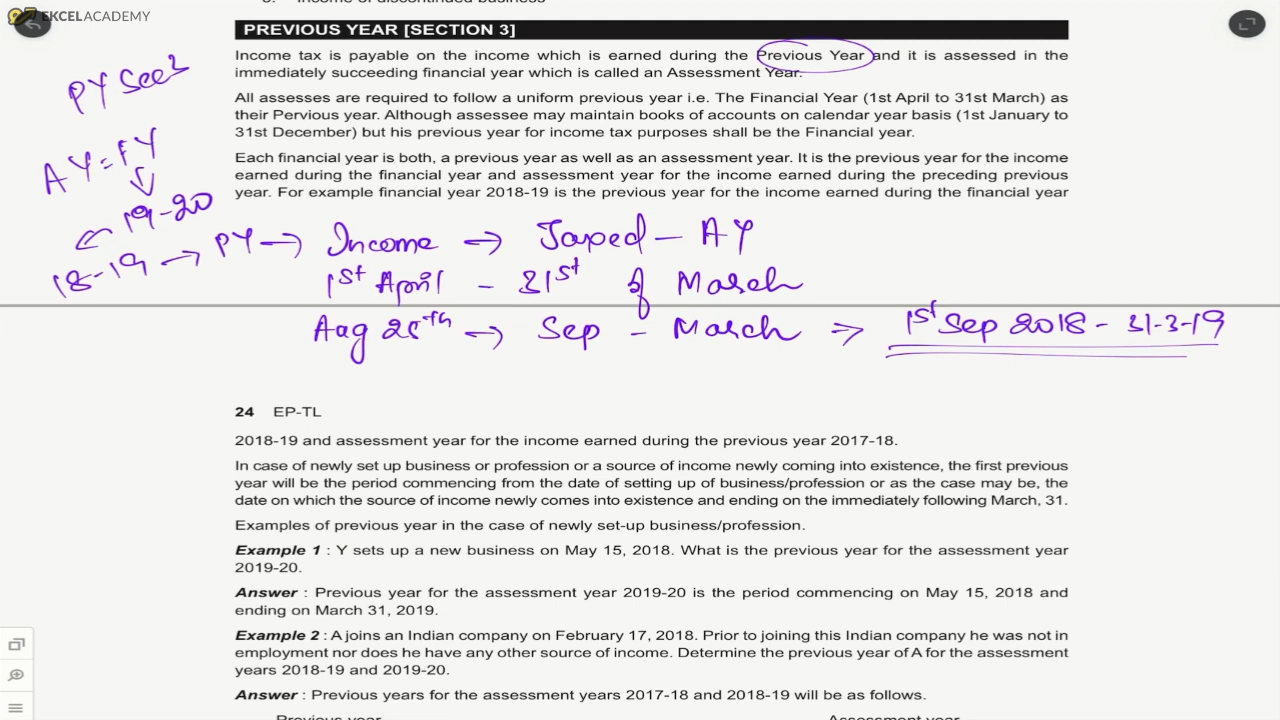 EKCEL ACADEMY
PREVIOUS YEAR [SECTION 3]
Income tax is payable on the income which is earned during the Previous Year and it is assessed in the
immediately succeeding financial year which is called an Assessment Year.
PY Sec 2
All assesses are required to follow a uniform previous year i.e. The Financial Year (1st April to 31st March) as
their Pervious year. Although assessee may maintain books of accounts on calendar year basis (1st January to
31st December) but his previous year for income tax purposes shall be the Financial year.
AY = FY
Each financial year is both, a previous year as well as an assessment year. It is the previous year for the income
earned during the financial year and assessment year for the income earned during the preceding previous
year. For example financial year 2018-19 is the previous year for the income earned during the financial year
19-20
18-19 → PY → Income → Taxed - AY
1st April - 31st of March
Aug → Sep - March ⇒ 1st Sep 2018 - 31-3-19
24 EP-TL
2018-19 and assessment year for the income earned during the previous year 2017-18.
In case of newly set up business or profession or a source of income newly coming into existence, the first previous
year will be the period commencing from the date of setting up of business/profession or as the case may be, the
date on which the source of income newly comes into existence and ending on the immediately following March, 31.
Examples of previous year in the case of newly set-up business/profession.
Example 1 : Y sets up a new business on May 15, 2018. What is the previous year for the assessment year
2019-20.
Answer : Previous year for the assessment year 2019-20 is the period commencing on May 15, 2018 and
ending on March 31, 2019.
Example 2 : A joins an Indian company on February 17, 2018. Prior to joining this Indian company he was not in
employment nor does he have any other source of income. Determine the previous year of A for the assessment
years 2018-19 and 2019-20.
Answer : Previous years for the assessment years 2017-18 and 2018-19 will be as follows.
Previous year Assessment year